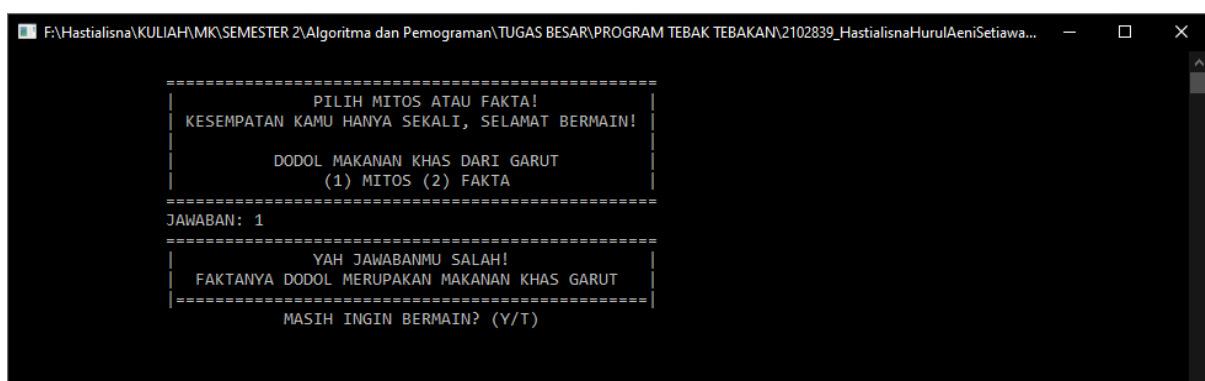 F:\Hastialisna\KULIAH\MK\SEMESTER 2\Algoritma dan Pemograman\TUGAS BESAR\PROGRAM TEBAK TEBAKAN\2102839_HastialisnaHurulAeniSetiawa...
==================================================
| PILIH MITOS ATAU FAKTA! |
| KESEMPATAN KAMU HANYA SEKALI, SELAMAT BERMAIN! |
| |
| DODOL MAKANAN KHAS DARI GARUT |
| (1) MITOS (2) FAKTA |
==================================================
JAWABAN: 1
==================================================
| YAH JAWABANMU SALAH! |
| FAKTANYA DODOL MERUPAKAN MAKANAN KHAS GARUT |
|================================================|
MASIH INGIN BERMAIN? (Y/T)